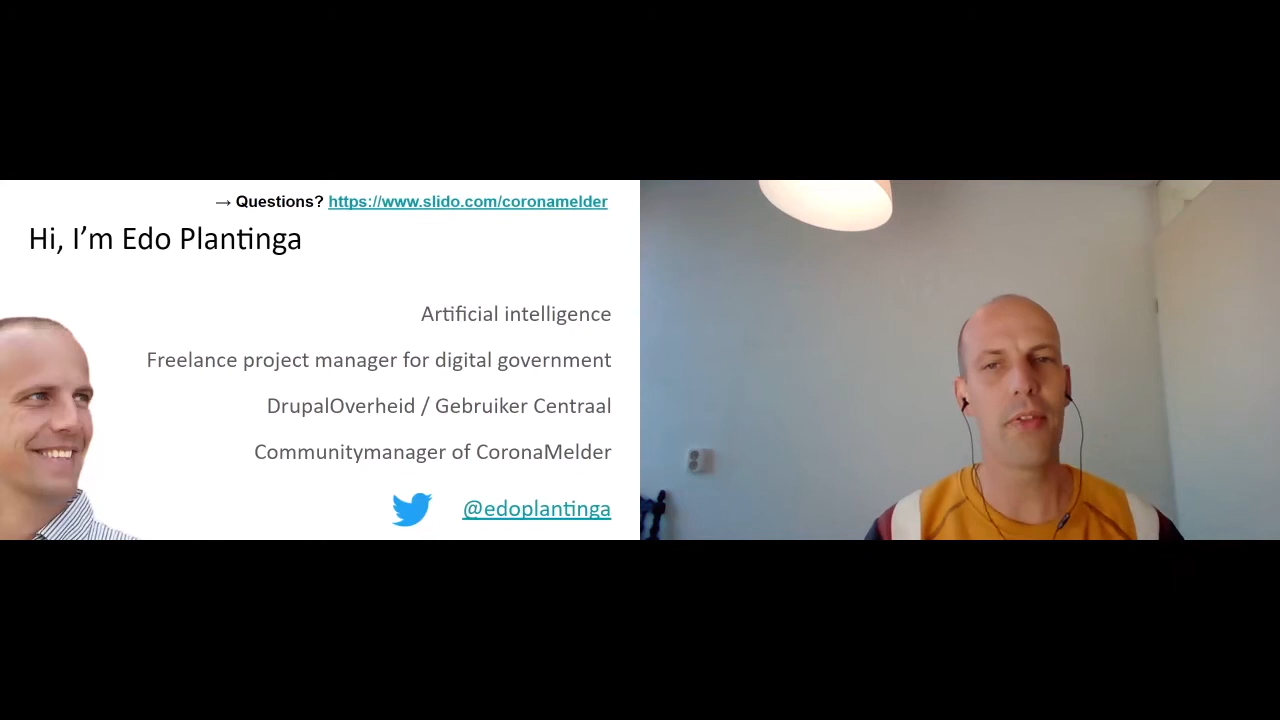 → Questions? https://www.slido.com/coronamelder
Hi, I'm Edo Plantinga
Artificial intelligence
Freelance project manager for digital government
DrupalOverheid / Gebruiker Centraal
Communitymanager of CoronaMelder
@edoplantinga